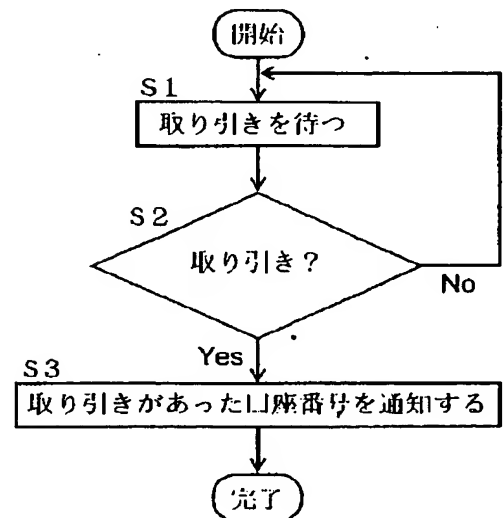 開始
S1
取り引きを待つ
S2
取り引き?
No
Yes
S3
取り引きがあった口座番号を通知する
完了